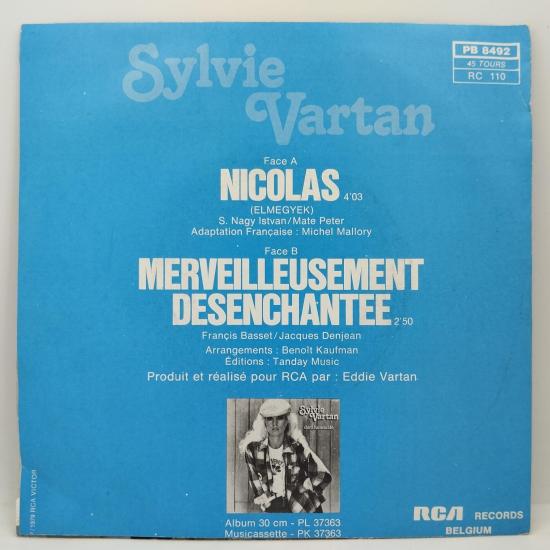 PB 8492
45 TOURS
RC 110
Sylvie
Vartan
Face A
NICOLAS 4'03
(ELMEGYEK)
S. Nagy Istvan/Mate Peter
Adaptation Française : Michel Mallory
Face B
MERVEILLEUSEMENT
DESENCHANTEE 2'50
Françis Basset/Jacques Denjean
Arrangements : Benoît Kaufman
Éditions : Tanday Music
Produit et réalisé pour RCA par : Eddie Vartan
Sylvie
Vartan
Album 30 cm - PL 37363
Musicassette - PK 37363
1979 RCA VICTOR
RCA RECORDS
BELGIUM